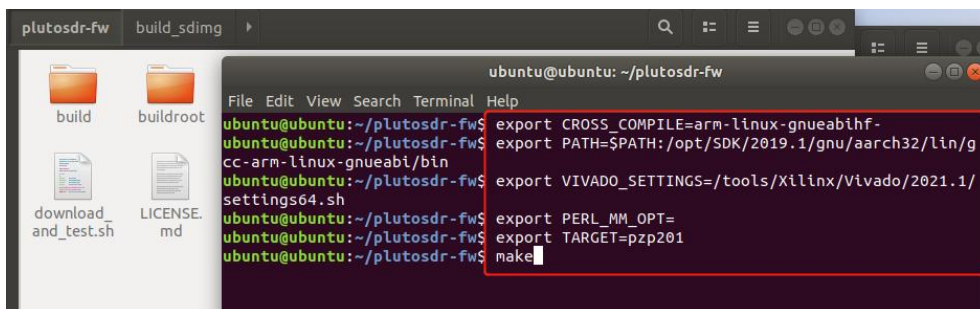 plutosdr-fw build_sdimg
ubuntu@ubuntu: ~/plutosdr-fw
File Edit View Search Terminal Help
build buildroot
download_and_test.sh
LICENSE.md
ubuntu@ubuntu:~/plutosdr-fw$ export CROSS_COMPILE=arm-linux-gnueabihf-
ubuntu@ubuntu:~/plutosdr-fw$ export PATH=$PATH:/opt/SDK/2019.1/gnu/aarch32/lin/g
cc-arm-linux-gnueabi/bin
ubuntu@ubuntu:~/plutosdr-fw$ export VIVADO_SETTINGS=/tools/Xilinx/Vivado/2021.1/
settings64.sh
ubuntu@ubuntu:~/plutosdr-fw$ export PERL_MM_OPT=
ubuntu@ubuntu:~/plutosdr-fw$ export TARGET=pzp201
ubuntu@ubuntu:~/plutosdr-fw$ make